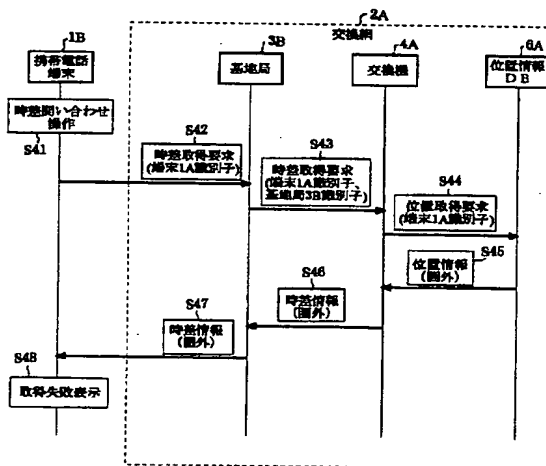 2A
交換網
1B
携帯電話
端末
3B
基地局
4A
交換機
6A
位置情報
DB
時差問い合わせ
操作
S41
S42
時差取得要求
(端末1A識別子)
S43
時差取得要求
(端末1A識別子、
基地局3B識別子)
S44
位置取得要求
(端末1A識別子)
S45
位置情報
(圏外)
S46
時差情報
(圏外)
S47
時差情報
(圏外)
S48
取得失敗表示